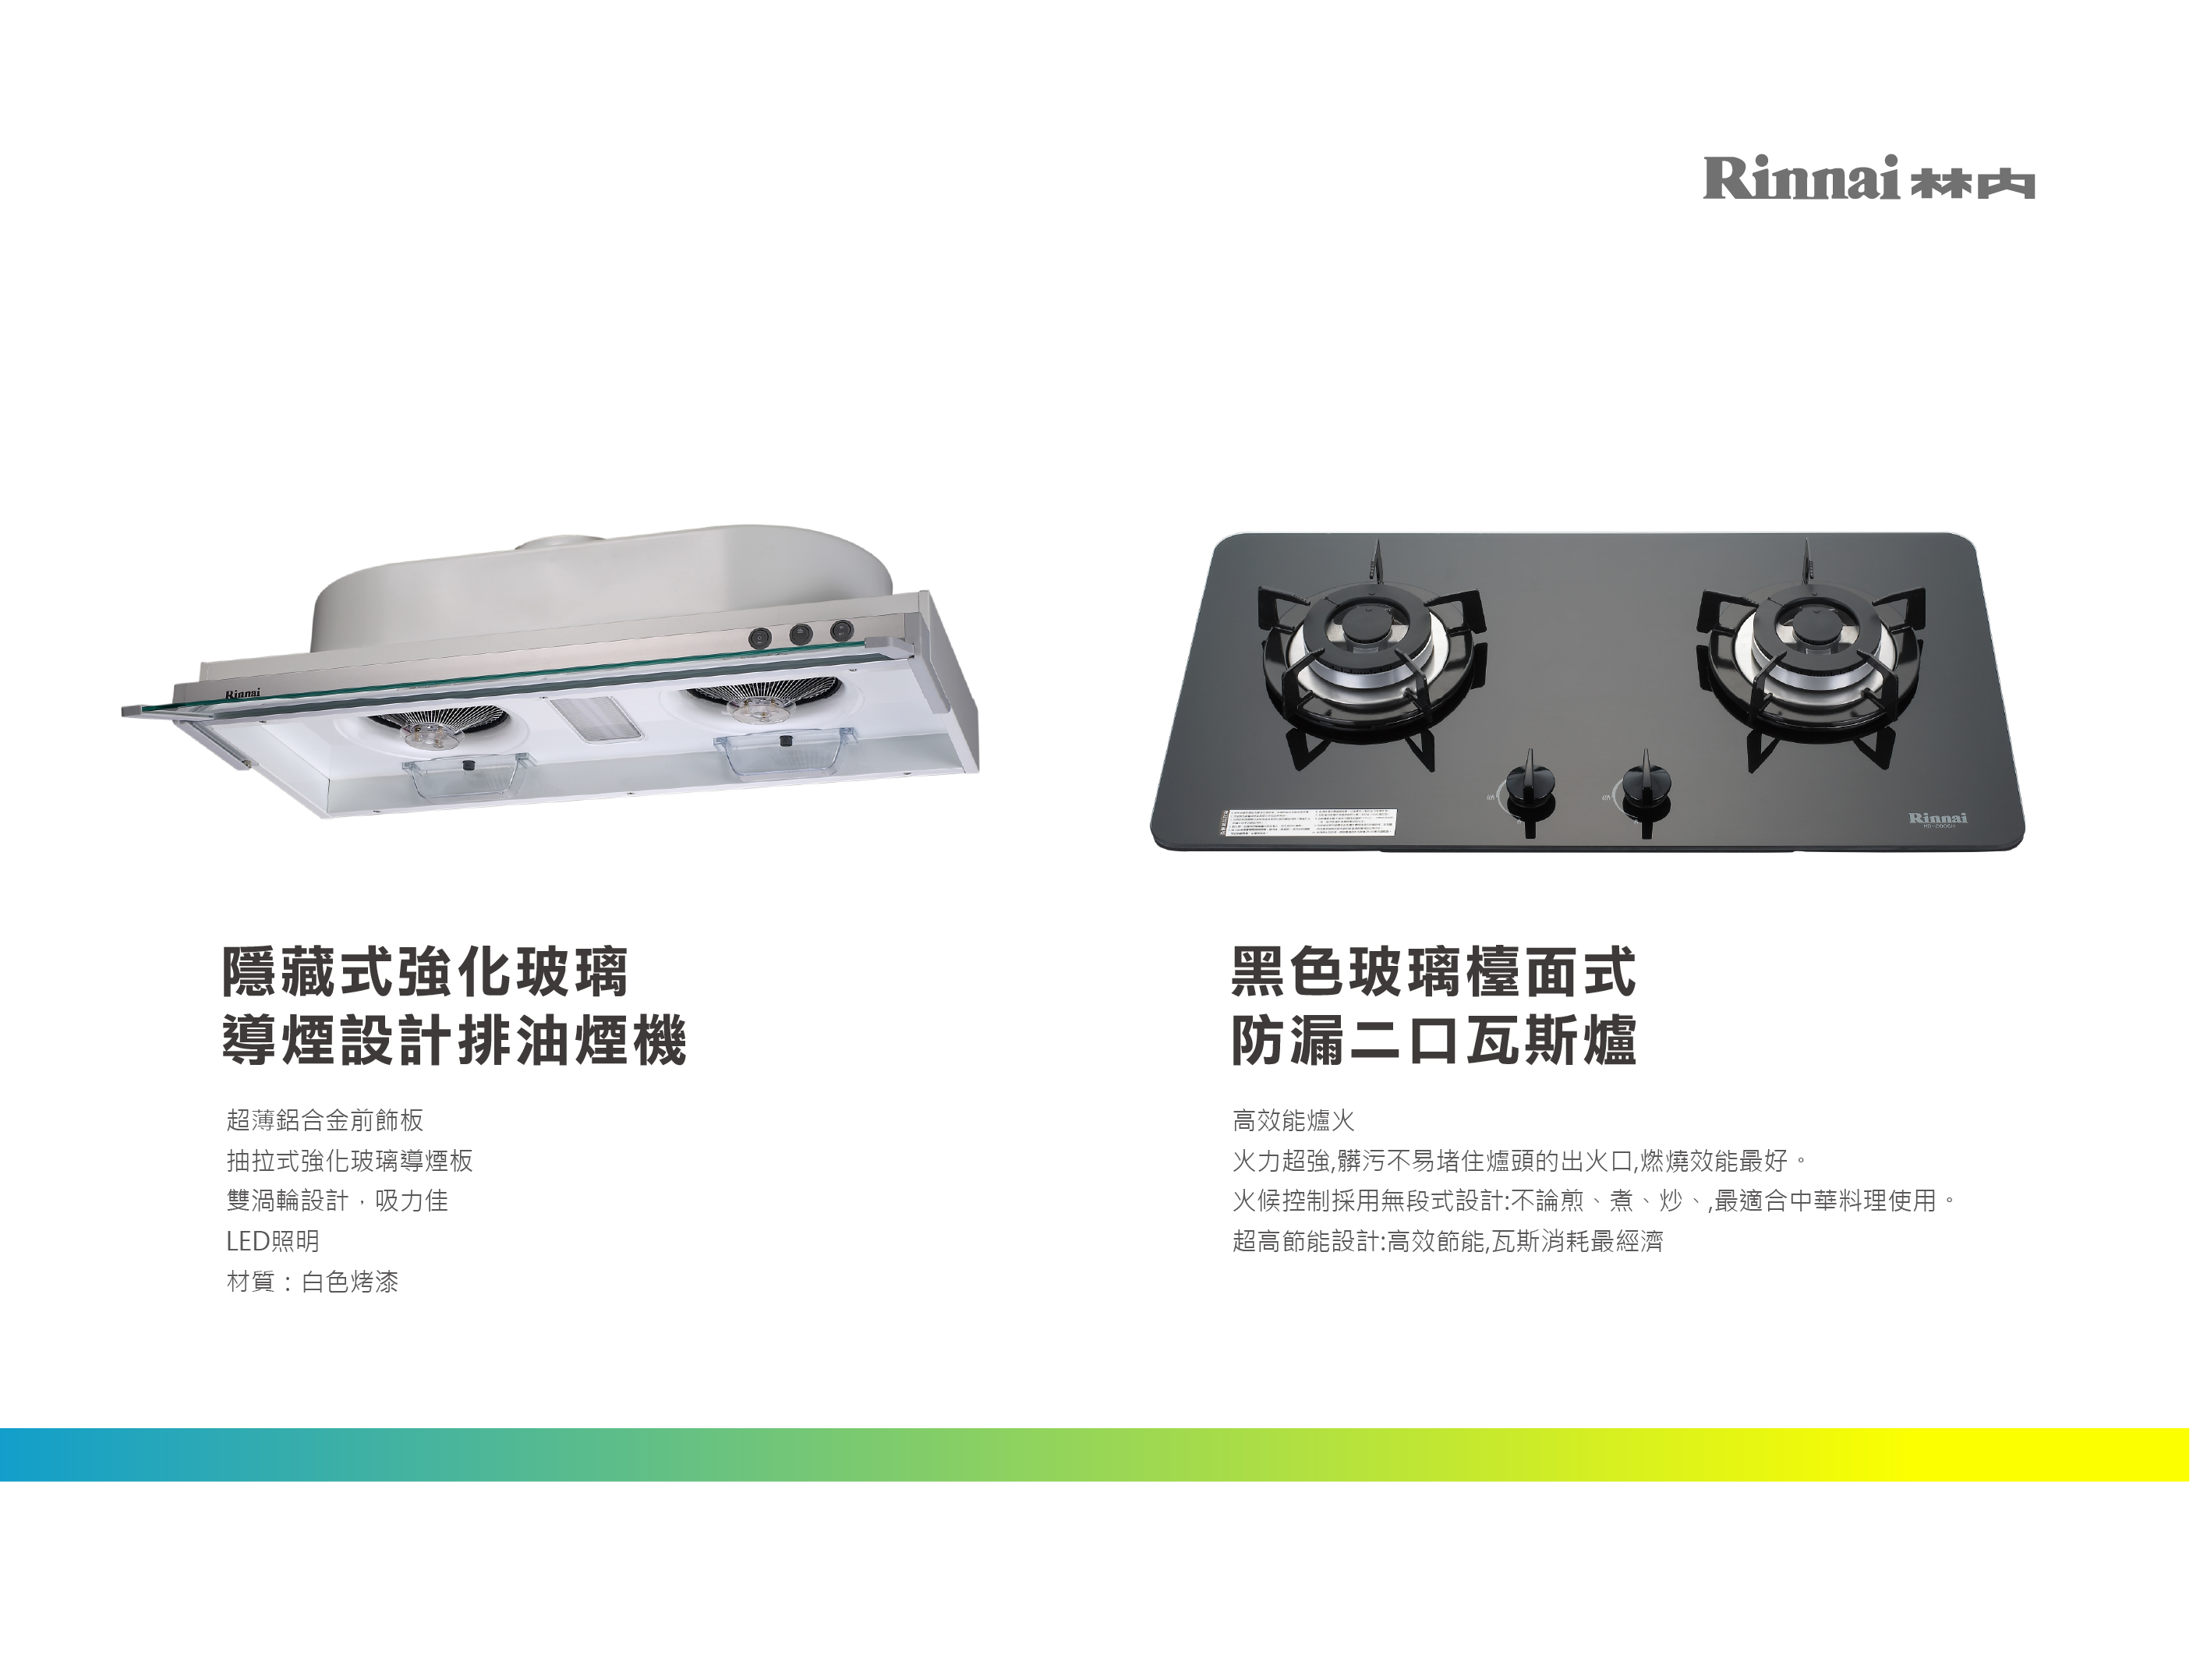 Rinnai 林内
Rinnai
Rinnai
隱藏式強化玻璃
導煙設計排油煙機
超薄鋁合金前飾板
抽拉式強化玻璃導煙板
雙渦輪設計，吸力佳
LED照明
材質：白色烤漆
黑色玻璃檯面式
防漏二口瓦斯爐
高效能爐火
火力超強,髒污不易堵住爐頭的出火口,燃燒效能最好。
火候控制採用無段式設計:不論煎、煮、炒、,最適合中華料理使用。
超高節能設計:高效節能,瓦斯消耗最經濟